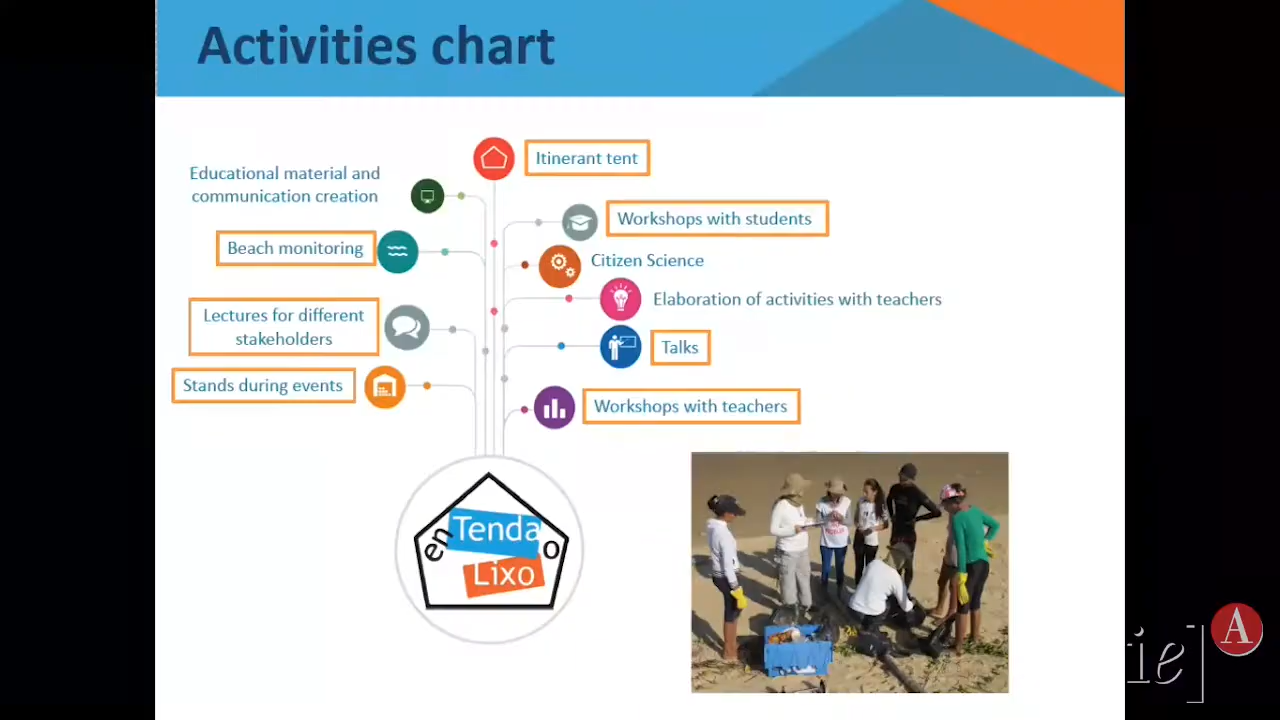 Activities chart
Itinerant tent
Educational material and
communication creation
Workshops with students
Beach monitoring
Citizen Science
Elaboration of activities with teachers
Lectures for different
stakeholders
Talks
Stands during events
Workshops with teachers
en Tenda o
Lixo
ie]
A